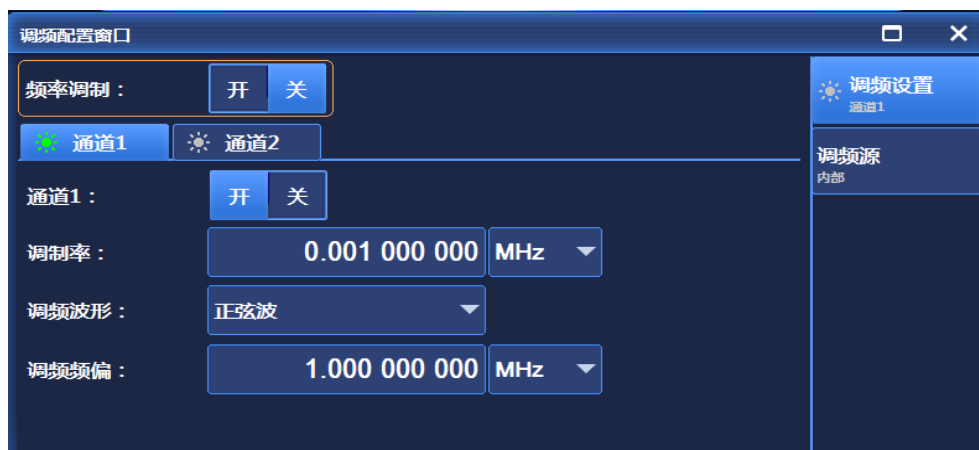 调频配置窗口
频率调制： 开 关
通道1 通道2
通道1： 开 关
调制率： 0.001 000 000 MHz
调频波形： 正弦波
调频频偏： 1.000 000 000 MHz
调频设置
通道1
调频源
内部